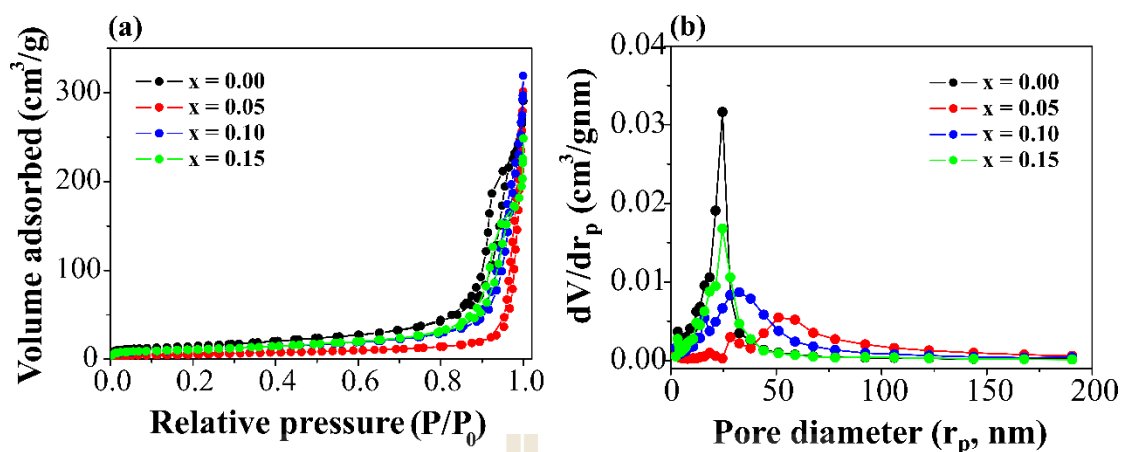 (a)
Volume adsorbed (cm³/g)
300
200
100
0
x = 0.00
x = 0.05
x = 0.10
x = 0.15
0.0 0.2 0.4 0.6 0.8 1.0
Relative pressure (P/P₀)
(b)
dV/drₚ (cm³/gnm)
0.04
0.03
0.02
0.01
0.00
x = 0.00
x = 0.05
x = 0.10
x = 0.15
0 50 100 150 200
Pore diameter (rₚ, nm)